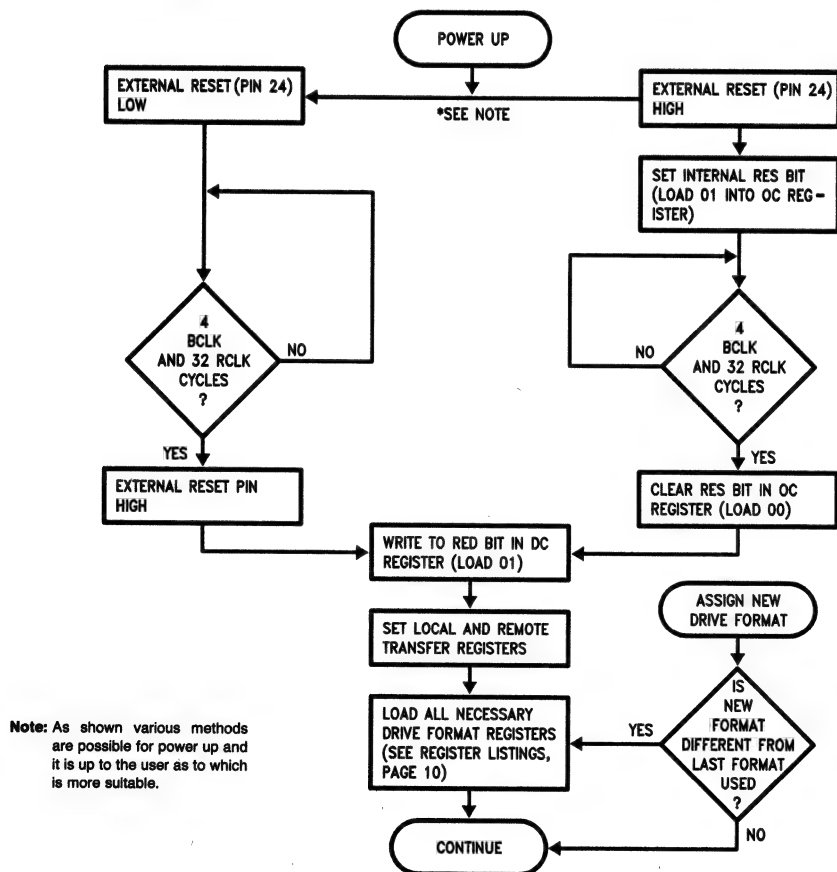 POWER UP
EXTERNAL RESET (PIN 24)
LOW
*SEE NOTE
EXTERNAL RESET (PIN 24)
HIGH
SET INTERNAL RES BIT
(LOAD 01 INTO OC REG-
ISTER)
4
BCLK
AND 32 RCLK
CYCLES
?
NO
YES
EXTERNAL RESET PIN
HIGH
4
BCLK
AND 32 RCLK
CYCLES
?
NO
YES
CLEAR RES BIT IN OC
REGISTER (LOAD 00)
WRITE TO RED BIT IN DC
REGISTER (LOAD 01)
SET LOCAL AND REMOTE
TRANSFER REGISTERS
LOAD ALL NECESSARY
DRIVE FORMAT REGISTERS
(SEE REGISTER LISTINGS,
PAGE 10)
ASSIGN NEW
DRIVE FORMAT
IS
NEW
FORMAT
DIFFERENT FROM
LAST FORMAT
USED
?
YES
NO
CONTINUE
Note: As shown various methods
are possible for power up and
it is up to the user as to which
is more suitable.